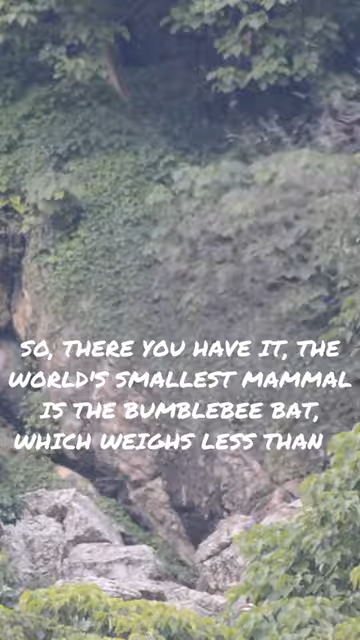 SO, THERE YOU HAVE IT, THE
WORLD'S SMALLEST MAMMAL
IS THE BUMBLEBEE BAT,
WHICH WEIGHS LESS THAN